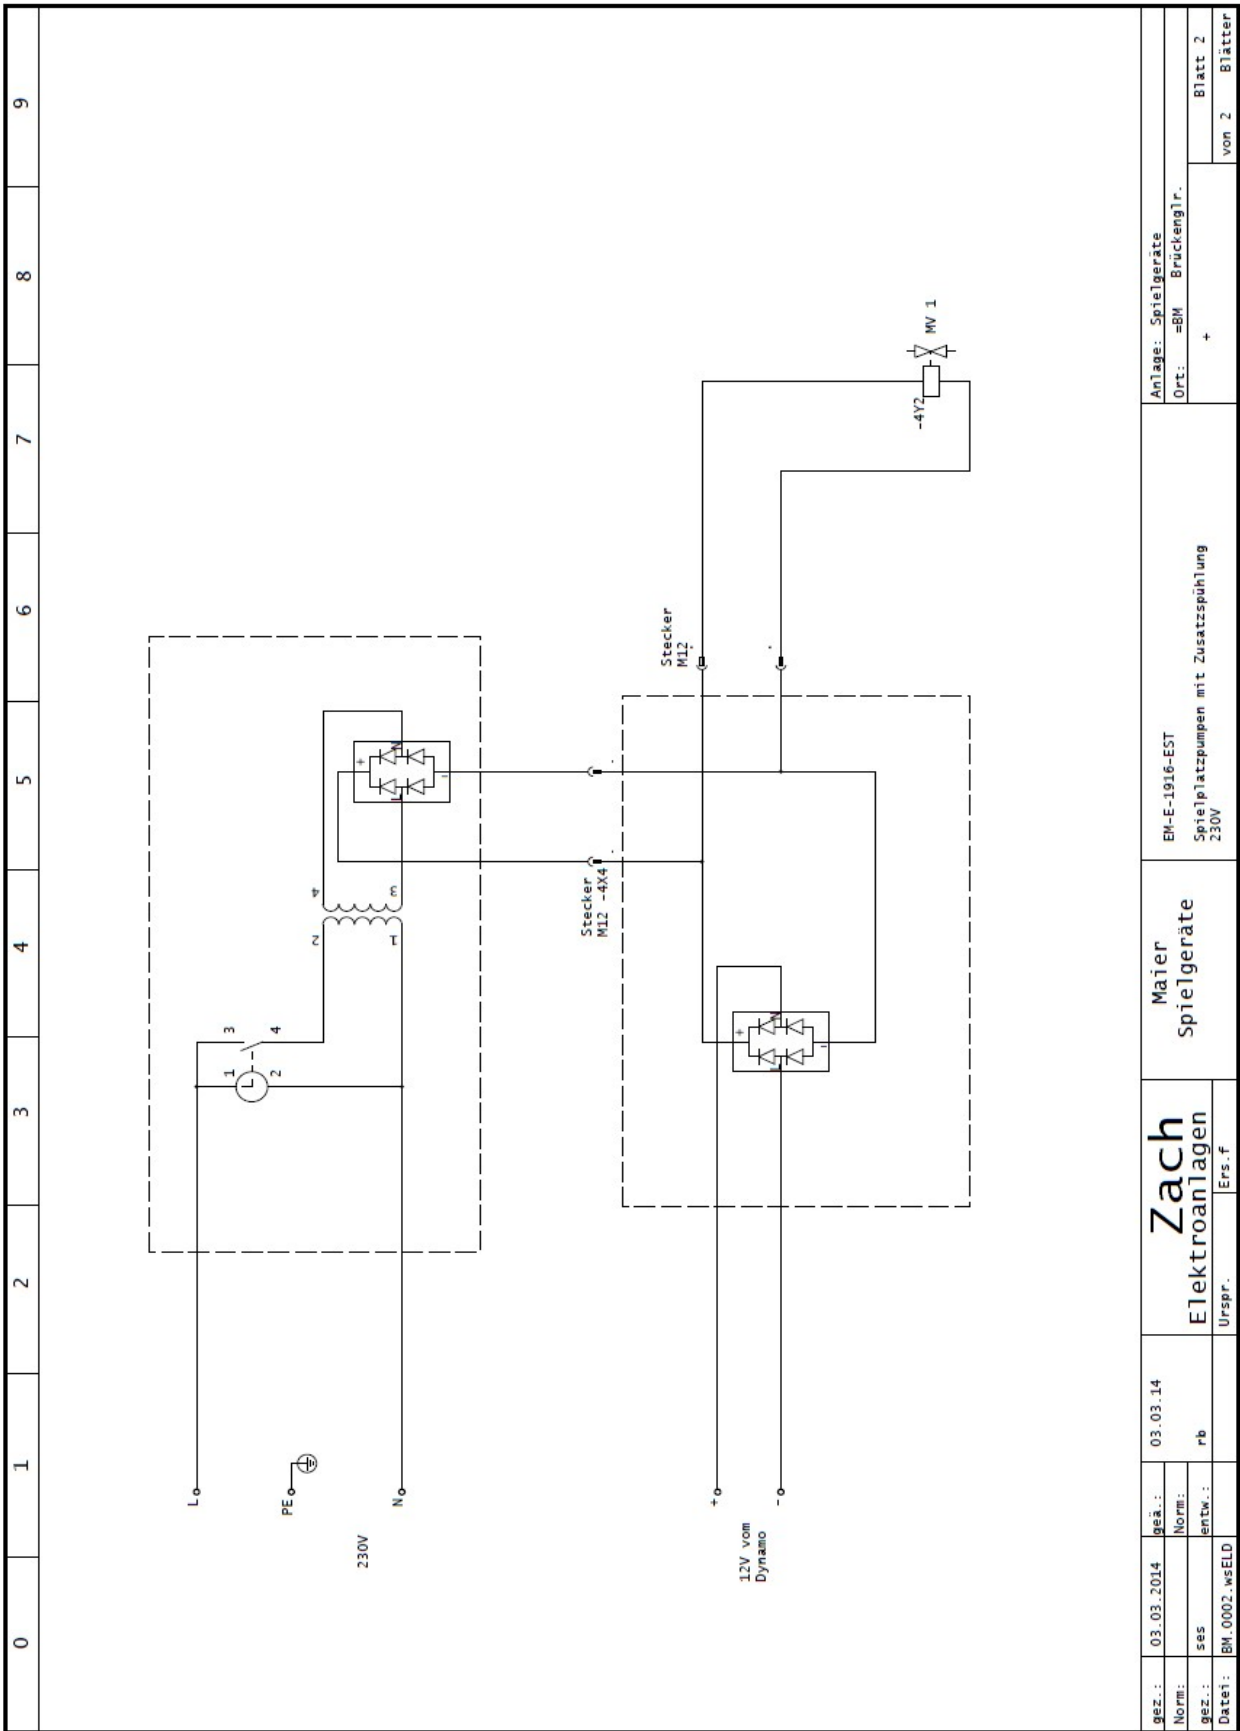 0 1 2 3 4 5 6 7 8 9
L
PE
N
230V
1
2
3
4
2
1
4
3
+
L
N
-
Stecker
M12 -4X4
Stecker
M12
12V vom
Dynamo
+
-
+
L
N
-
-4Y2
MV 1
gez.: 03.03.2014 geä.: 03.03.14
Norm: Norm:
gez.: ses entw.: rb
Datei: BM.0002.wsELD
Zach
Elektroanlagen
Urspr. Ers.f
Maier
Spielgeräte
EM-E-1916-EST
Spielplatzpumpen mit Zusatzspühlung
230V
Anlage: Spielgeräte
Ort: =BM Brückenglr.
+
Blatt 2
von 2 Blätter